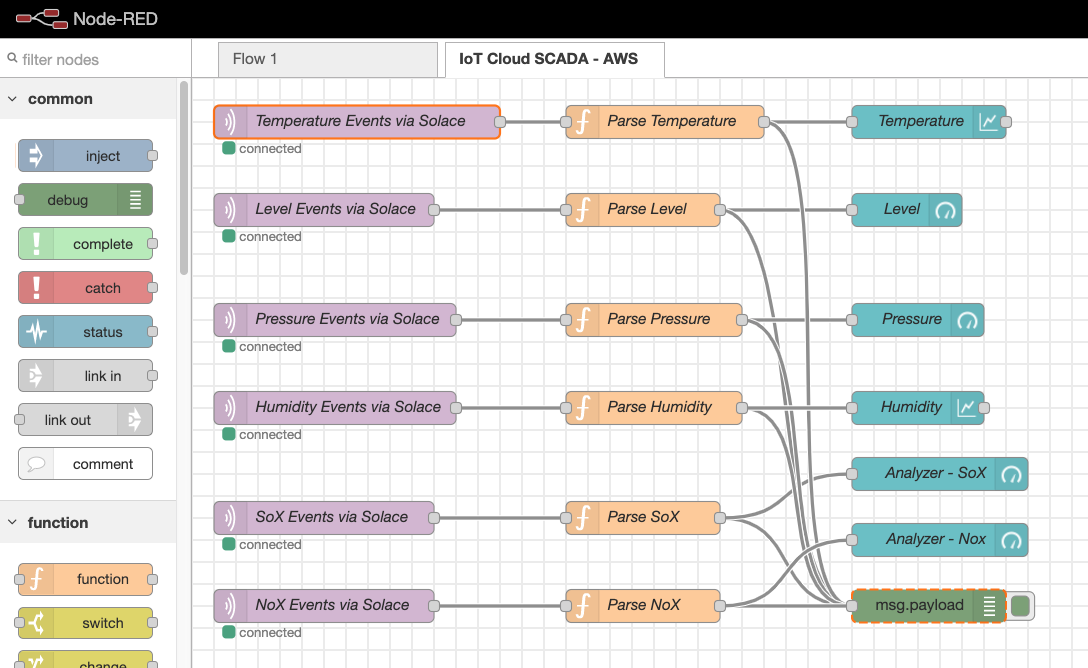 Node-RED
filter nodes
Flow 1
IoT Cloud SCADA - AWS
common
inject
debug
complete
catch
status
link in
link out
comment
function
function
switch
change
Temperature Events via Solace
connected
Parse Temperature
Temperature
Level Events via Solace
connected
Parse Level
Level
Pressure Events via Solace
connected
Parse Pressure
Pressure
Humidity Events via Solace
connected
Parse Humidity
Humidity
Analyzer - SoX
SoX Events via Solace
connected
Parse SoX
Analyzer - Nox
NoX Events via Solace
connected
Parse NoX
msg.payload